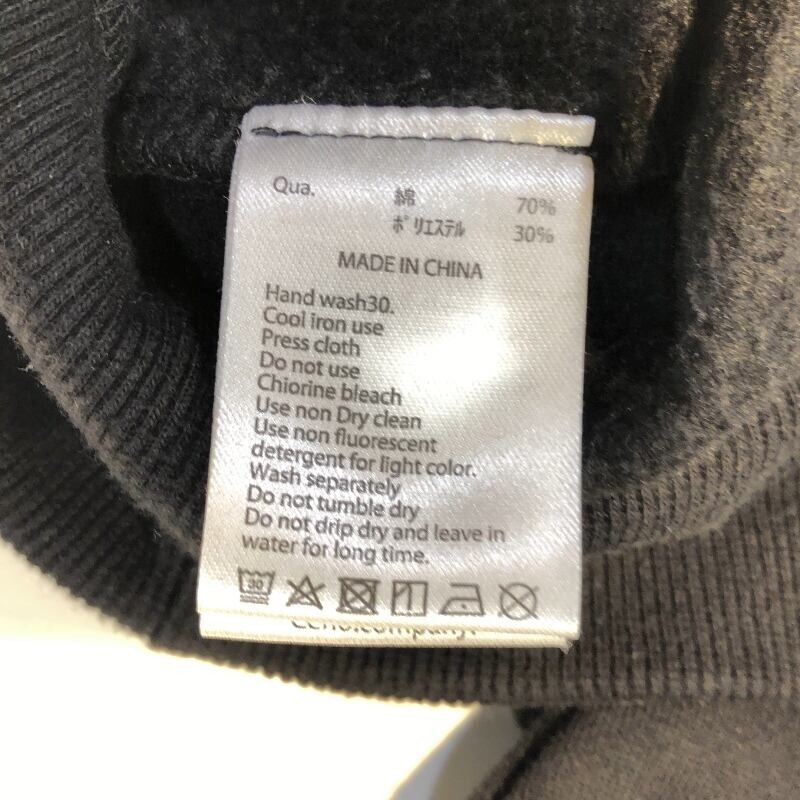 Qua. 綿 70%
ポリエステル 30%
MADE IN CHINA
Hand wash30.
Cool iron use
Press cloth
Do not use
Chiorine bleach
Use non Dry clean
Use non fluorescent
detergent for light color.
Wash separately
Do not tumble dry
Do not drip dry and leave in
water for long time.
30